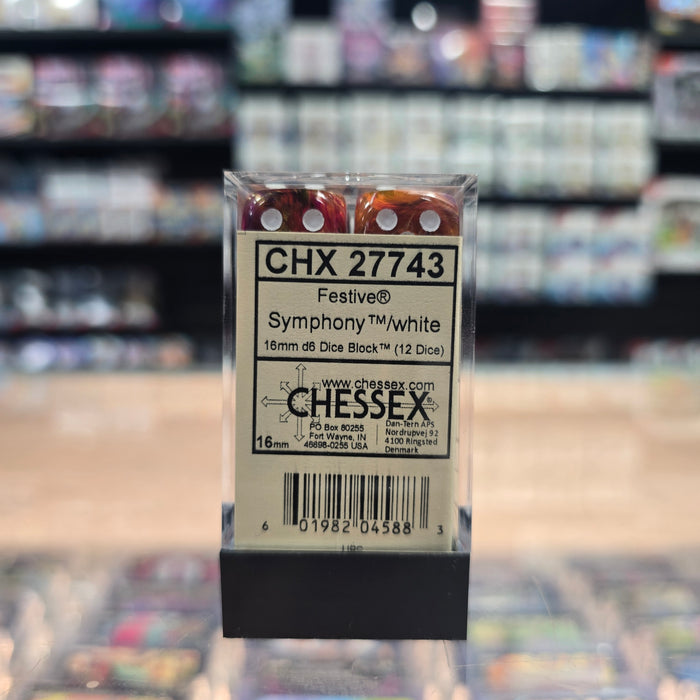 CHX 27743
Festive®
Symphony™/white
16mm d6 Dice Block™ (12 Dice)
www.chessex.com
CHESSEX®
16mm
PO Box 80255
Fort Wayne, IN
46898-0255 USA
Dan-Tern APS
Nordrupvej 92
4100 Ringsted
Denmark
6 01982 04588 3